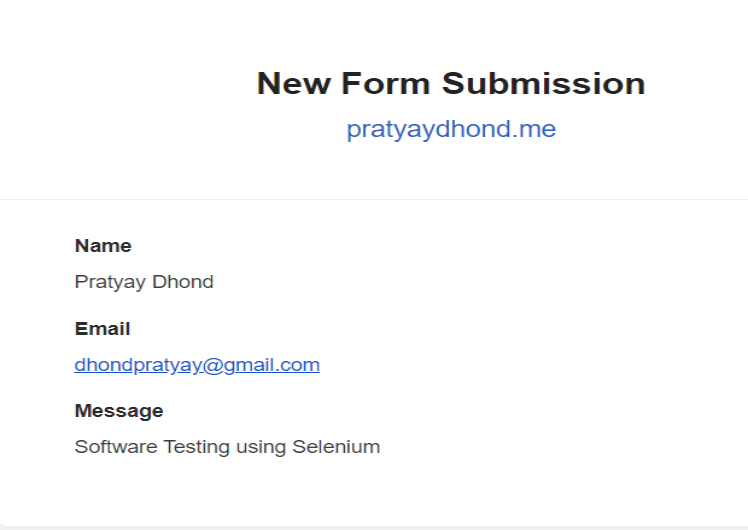 New Form Submission
pratyaydhond.me
Name
Pratyay Dhond
Email
dhondpratyay@gmail.com
Message
Software Testing using Selenium